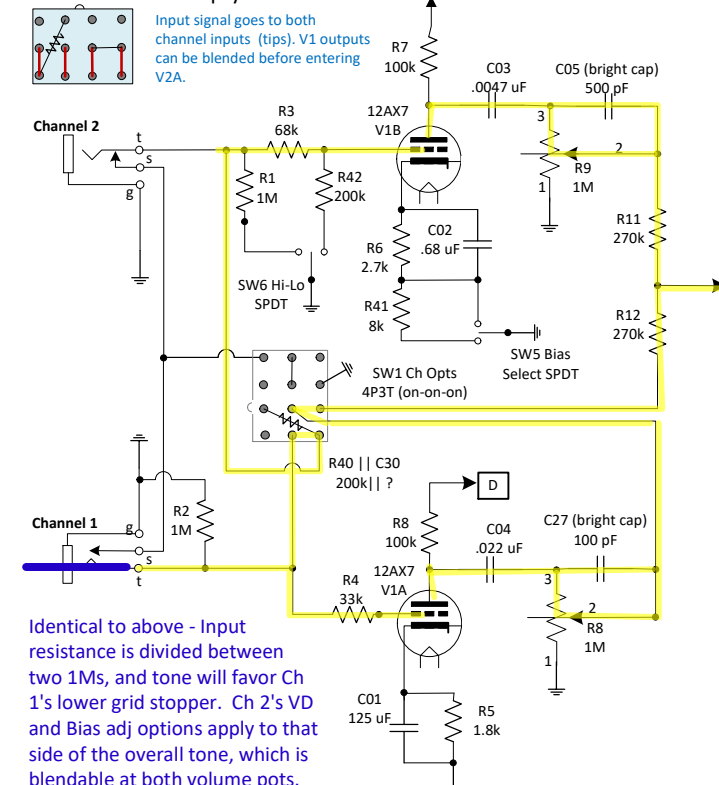 Input signal goes to both
channel inputs (tips). V1 outputs
can be blended before entering
V2A.
R7
100k
C03
.0047 uF
C05 (bright cap)
500 pF
Channel 2
t
s
g
R3
68k
12AX7
V1B
3
2
1
R9
1M
R1
1M
R42
200k
R11
270k
C02
.68 uF
R6
2.7k
SW6 Hi-Lo
SPDT
R41
8k
R12
270k
SW5 Bias
Select SPDT
SW1 Ch Opts
4P3T (on-on-on)
R40 || C30
200k|| ?
D
R2
1M
Channel 1
g
s
t
R8
100k
C04
.022 uF
C27 (bright cap)
100 pF
12AX7
V1A
R4
33k
3
2
R8
1M
1
Identical to above - Input
resistance is divided between
two 1Ms, and tone will favor Ch
1's lower grid stopper. Ch 2's VD
and Bias adj options apply to that
side of the overall tone, which is
blendable at both volume pots.
C01
125 uF
R5
1.8k